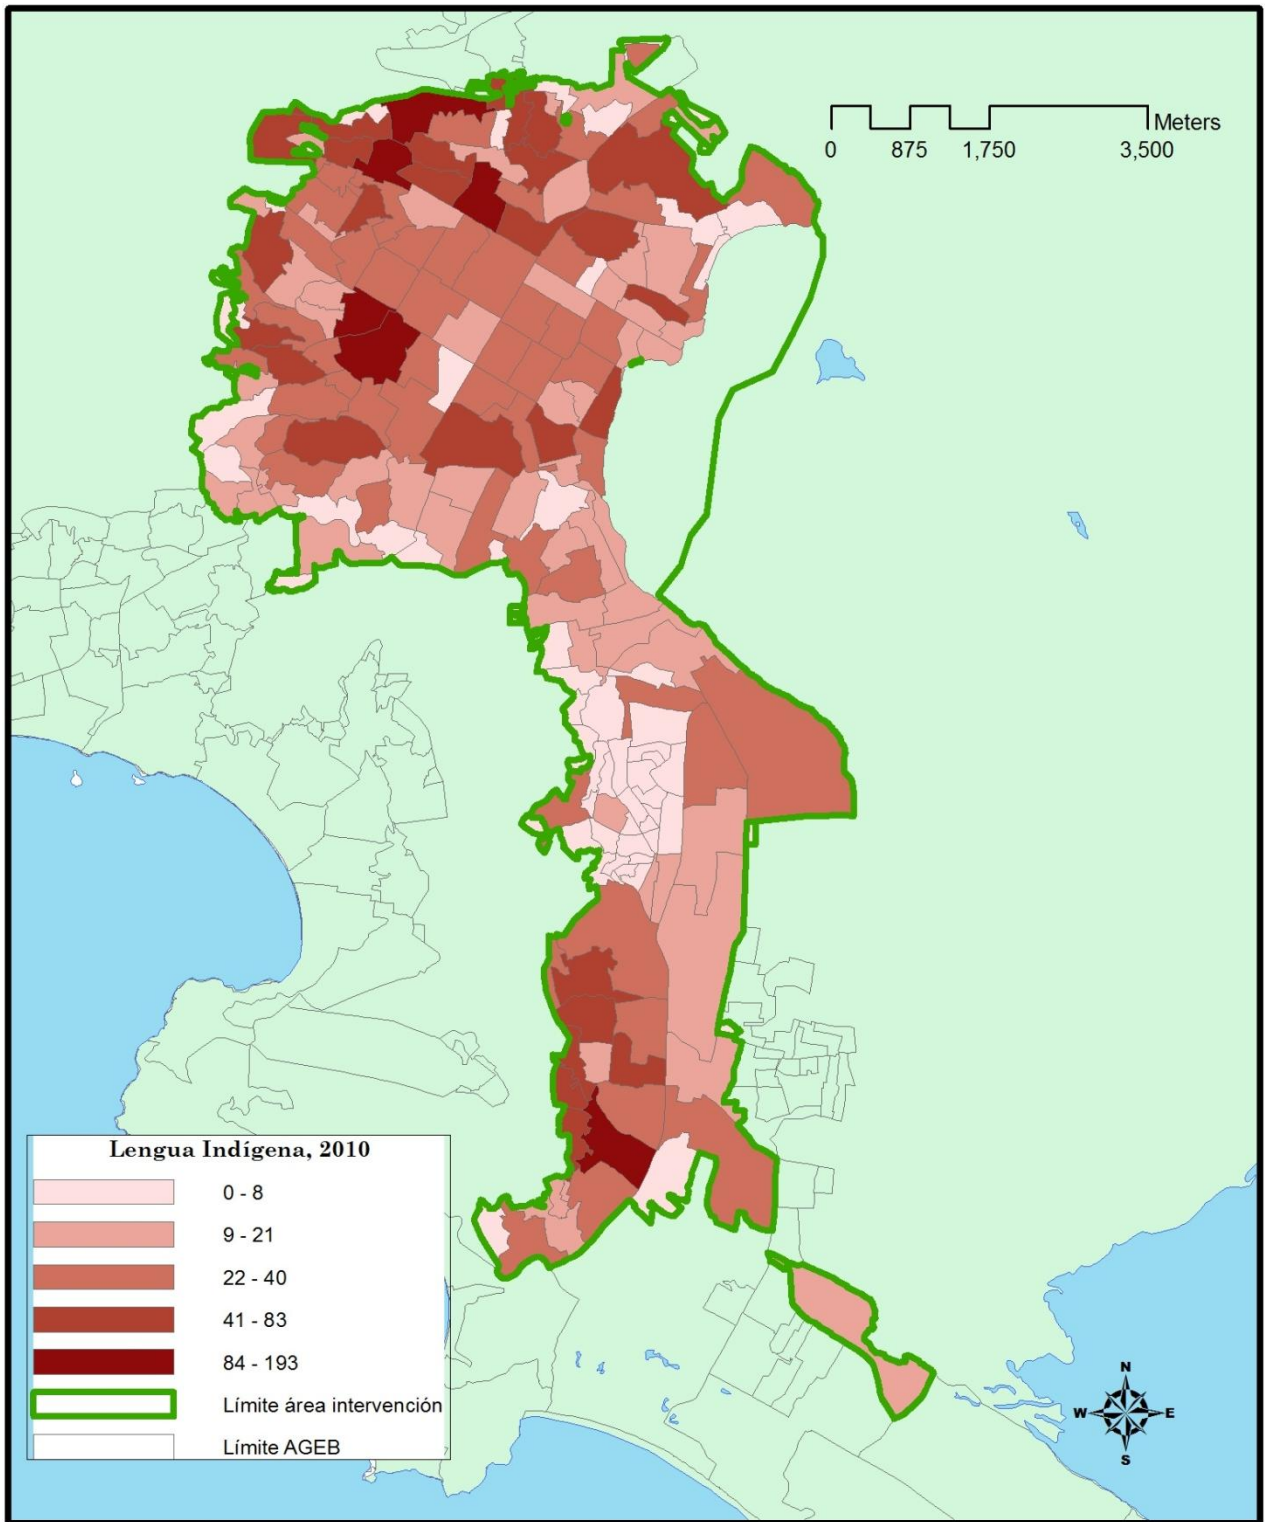 Meters
0 875 1,750 3,500
Lengua Indígena, 2010
0 - 8
9 - 21
22 - 40
41 - 83
84 - 193
Límite área intervención
Límite AGEB
N
W E
S